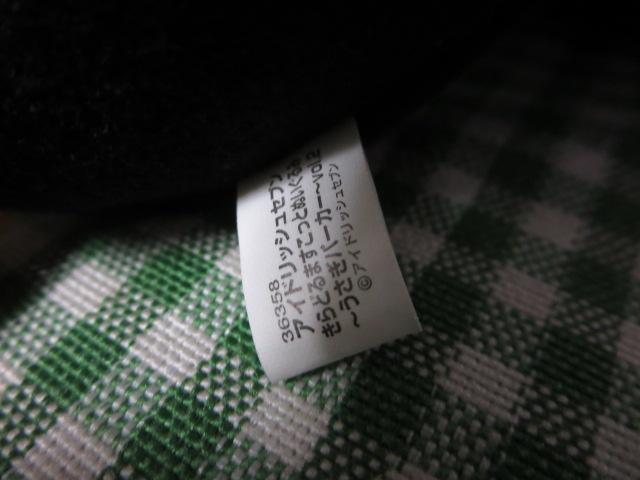 36358
アイドリッシュセブン
きらどるますこっとぬいぐるみ
～うさぎパーカー～vol.2
©アイドリッシュセブン